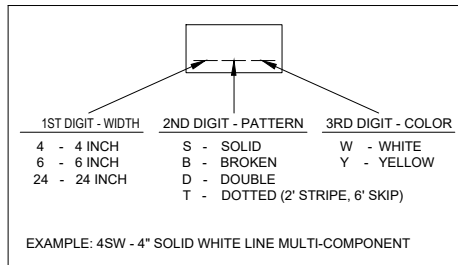 1ST DIGIT - WIDTH 2ND DIGIT - PATTERN 3RD DIGIT - COLOR
4 - 4 INCH S - SOLID W - WHITE
6 - 6 INCH B - BROKEN Y - YELLOW
24 - 24 INCH D - DOUBLE
T - DOTTED (2' STRIPE, 6' SKIP)
EXAMPLE: 4SW - 4" SOLID WHITE LINE MULTI-COMPONENT